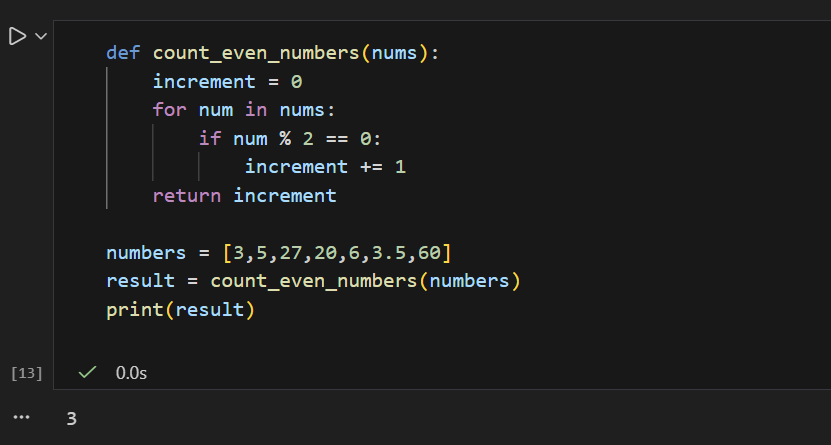 def count_even_numbers(nums):
    increment = 0
    for num in nums:
        if num % 2 == 0:
            increment += 1
    return increment

numbers = [3,5,27,20,6,3.5,60]
result = count_even_numbers(numbers)
print(result)
[13] 0.0s
... 3